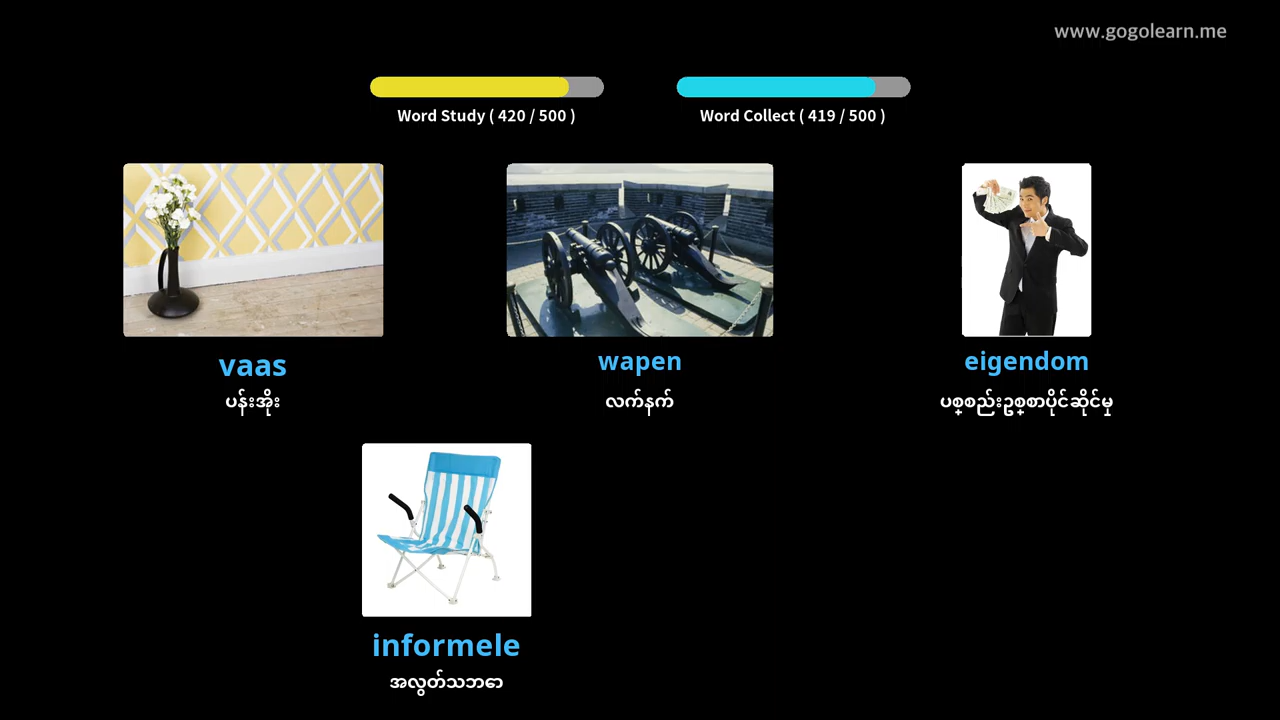 www.gogolearn.me
Word Study ( 420 / 500 )
Word Collect ( 419 / 500 )
vaas
ပန်းအိုး
wapen
လက်နက်
eigendom
ပစ္စည်းဥစ္စာပိုင်ဆိုင်မှု
informele
အလွတ်သဘော